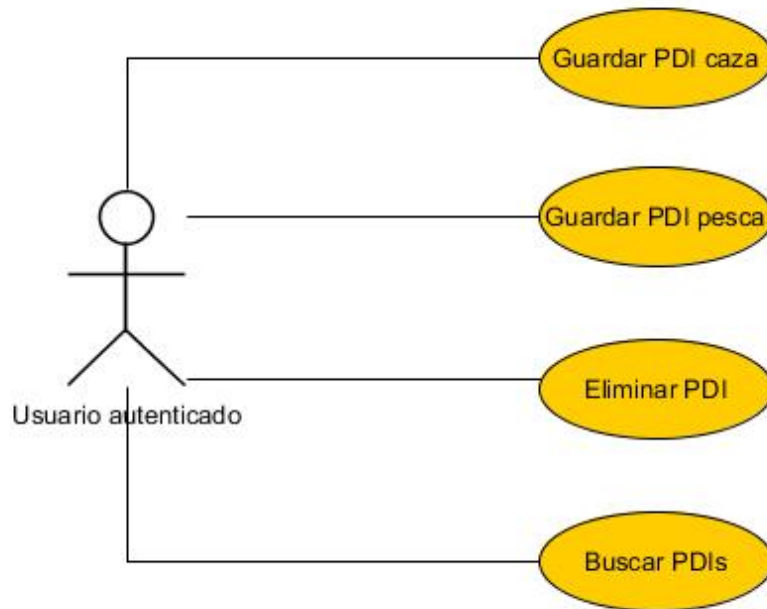 Guardar PDI caza
Guardar PDI pesca
Eliminar PDI
Usuario autenticado
Buscar PDIs